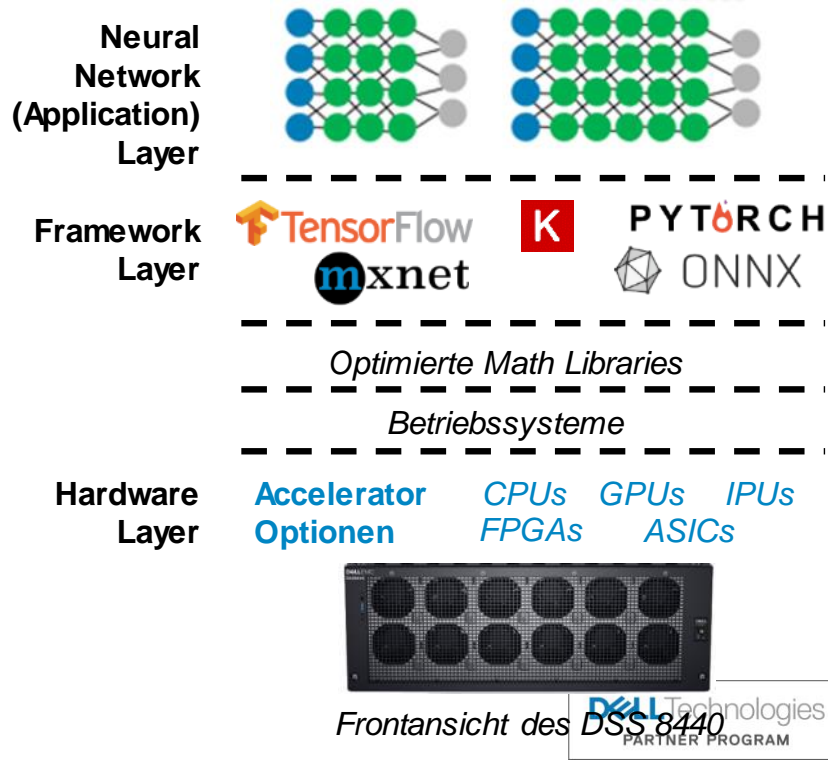 Neural
Network
(Application)
Layer
Framework
Layer
TensorFlow
K
PYTORCH
mxnet
ONNX
Optimierte Math Libraries
Betriebssysteme
Hardware
Layer
Accelerator
Optionen
CPUs GPUs IPUs
FPGAs ASICs
DELL EMC
Frontansicht des DSS 8440
DELL Technologies
PARTNER PROGRAM